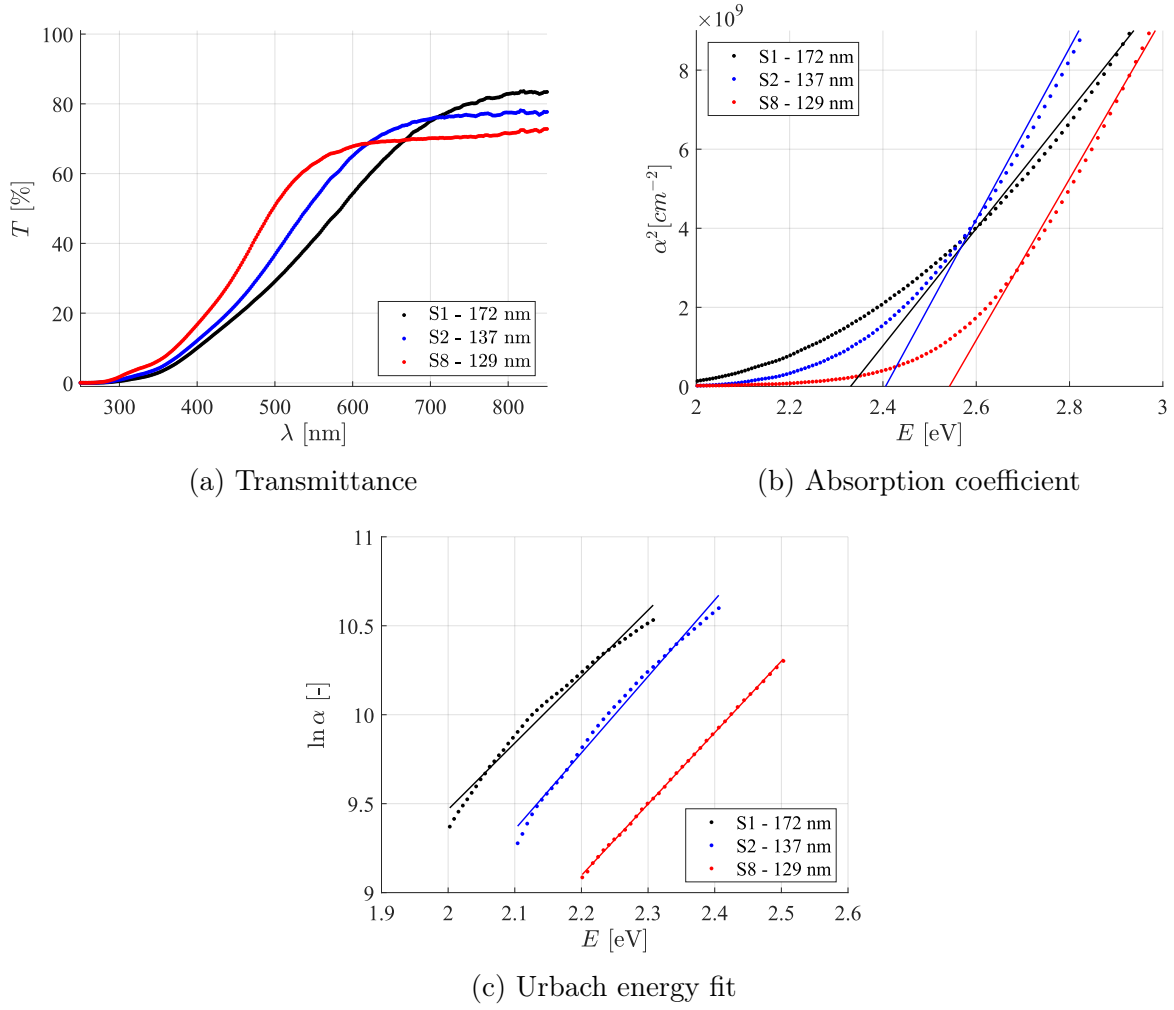 100
80
60
40
20
0
T [%]
300
400
500
600
700
800
λ [nm]
S1 - 172 nm
S2 - 137 nm
S8 - 129 nm
(a) Transmittance
×10⁹
8
6
4
2
0
α² [cm⁻²]
2
2.2
2.4
2.6
2.8
3
E [eV]
S1 - 172 nm
S2 - 137 nm
S8 - 129 nm
(b) Absorption coefficient
11
10.5
10
9.5
9
ln α [-]
1.9
2
2.1
2.2
2.3
2.4
2.5
2.6
E [eV]
S1 - 172 nm
S2 - 137 nm
S8 - 129 nm
(c) Urbach energy fit